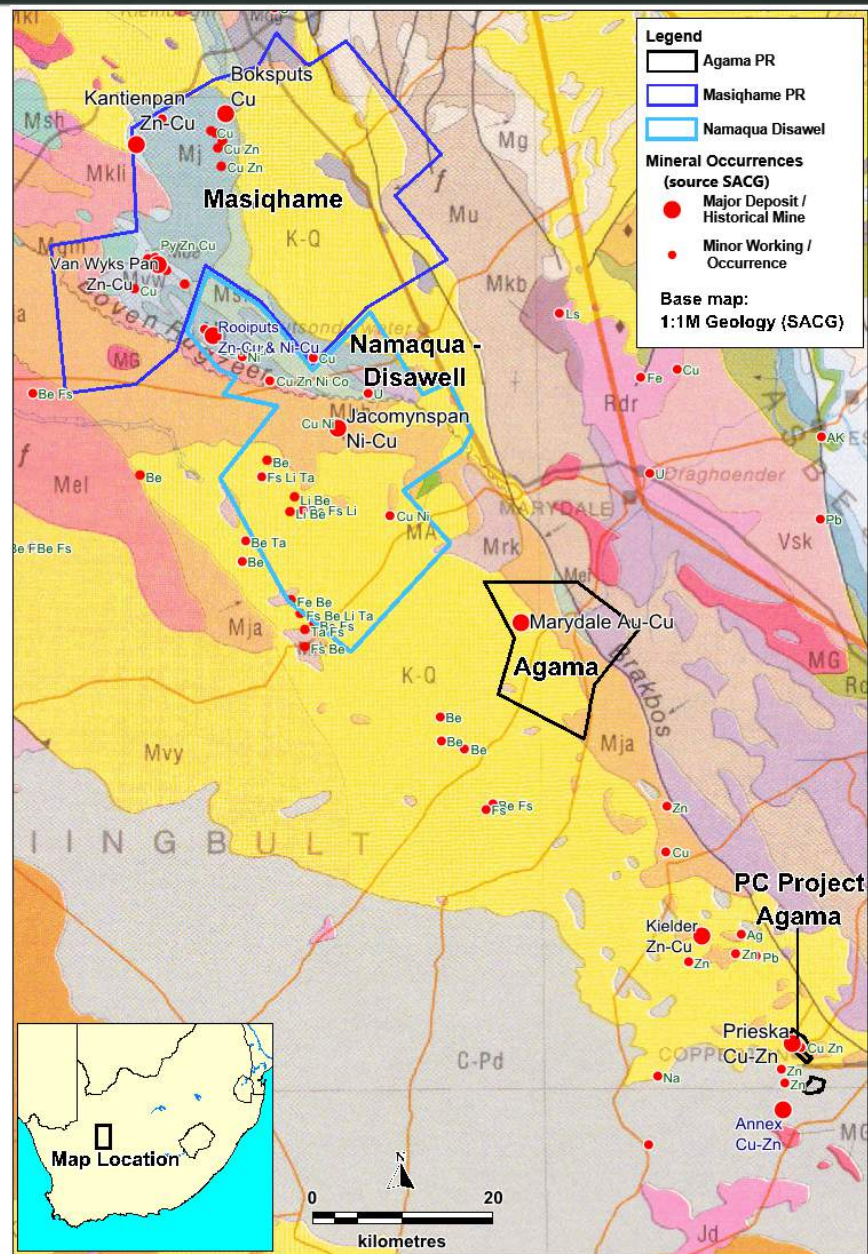 Legend
Agama PR
Masiqhame PR
Namaqua Disawel
Mineral Occurrences
(source SACG)
Major Deposit /
Historical Mine
Minor Working /
Occurrence
Base map:
1:1M Geology (SACG)
Mkl
Mgg
Boksputs
Cu
Kantienpan
Zn-Cu
Msh
Cu
Mj
Cu Zn
Cu Zn
Mg
Mkli
f
Masiqhame
Mu
K-Q
Py Zn Cu
Van Wyks Pan
Zn-Cu
Mvw
Cu
Mkb
Ls
Rooiputs
Zn-Cu & Ni-Cu
Ni
Cu
Namaqua -
Disawell
MG
Cu Zn Ni Co
U
Fe
Cu
Rdr
Be Fs
Cu Ni
Jacomynspan
Ni-Cu
AK
f
Mel
Be
Be
Fs Li Ta
U
Draghoender
Li Be
Li Be
Fs Li
Cu Ni
MARYDALE
Pb
MA
Mrk
Vsk
Be Fs
Be Ta
Be
Fe Be
Fs Be Li Ta
Ta Fs
Fs Be
Mja
Marydale Au-Cu
Agama
Brakbos
MG
K-Q
Be
Be
Be
Mja
Mvy
Be Fs
Fs
Zn
Cu
IINGBULT
PC Project
Agama
Kielder
Zn-Cu
Ag
Zn
Pb
Zn
Prieska
Cu-Zn
Cu Zn
C-Pd
Na
Zn
Zn
Annex
Cu-Zn
MG
Jd
Map Location
N
0
20
kilometres